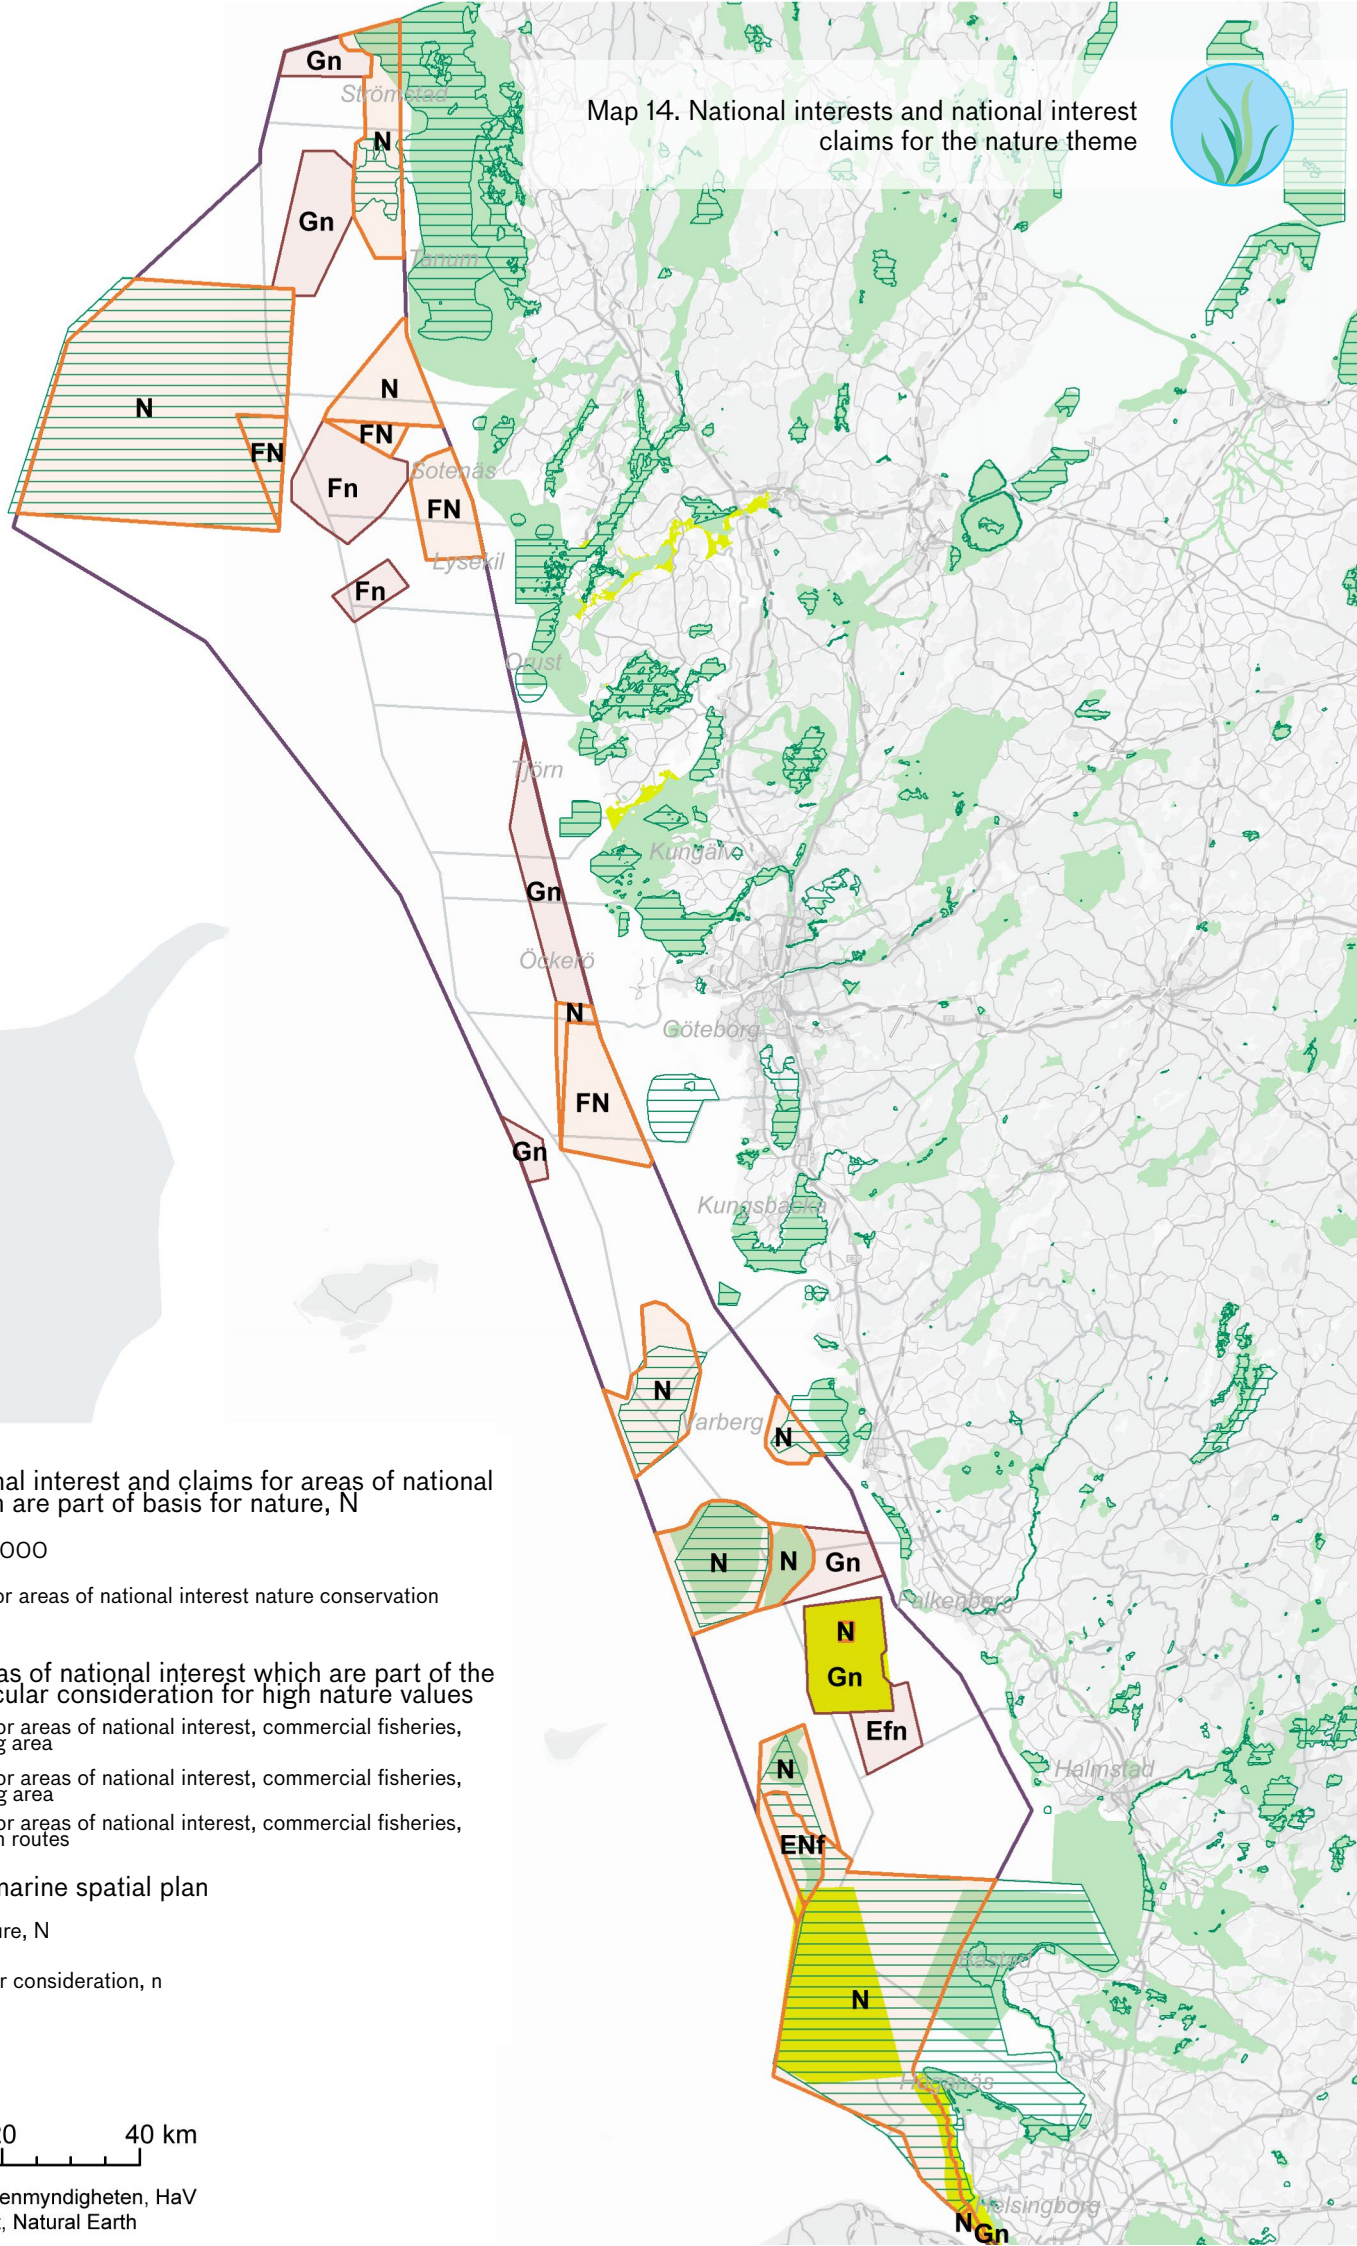 Map 14. National interests and national interest
claims for the nature theme
Gn
Strömstad
N
Gn
Tanum
N
N
FN
FN
Fn
Sotenäs
FN
Lysekil
Fn
Orust
Tjörn
Kungälv
Gn
Öckerö
N
Göteborg
FN
Gn
Kungsbacka
N
Varberg
N
N
N
Gn
Falkenberg
N
Gn
Efn
N
Halmstad
ENf
Båstad
N
Höganäs
Helsingborg
N
Gn
nal interest and claims for areas of national
n are part of basis for nature, N
000
or areas of national interest nature conservation
as of national interest which are part of the
cular consideration for high nature values
or areas of national interest, commercial fisheries,
g area
or areas of national interest, commercial fisheries,
g area
or areas of national interest, commercial fisheries,
n routes
marine spatial plan
ure, N
r consideration, n
20 40 km
enmyndigheten, HaV
t, Natural Earth